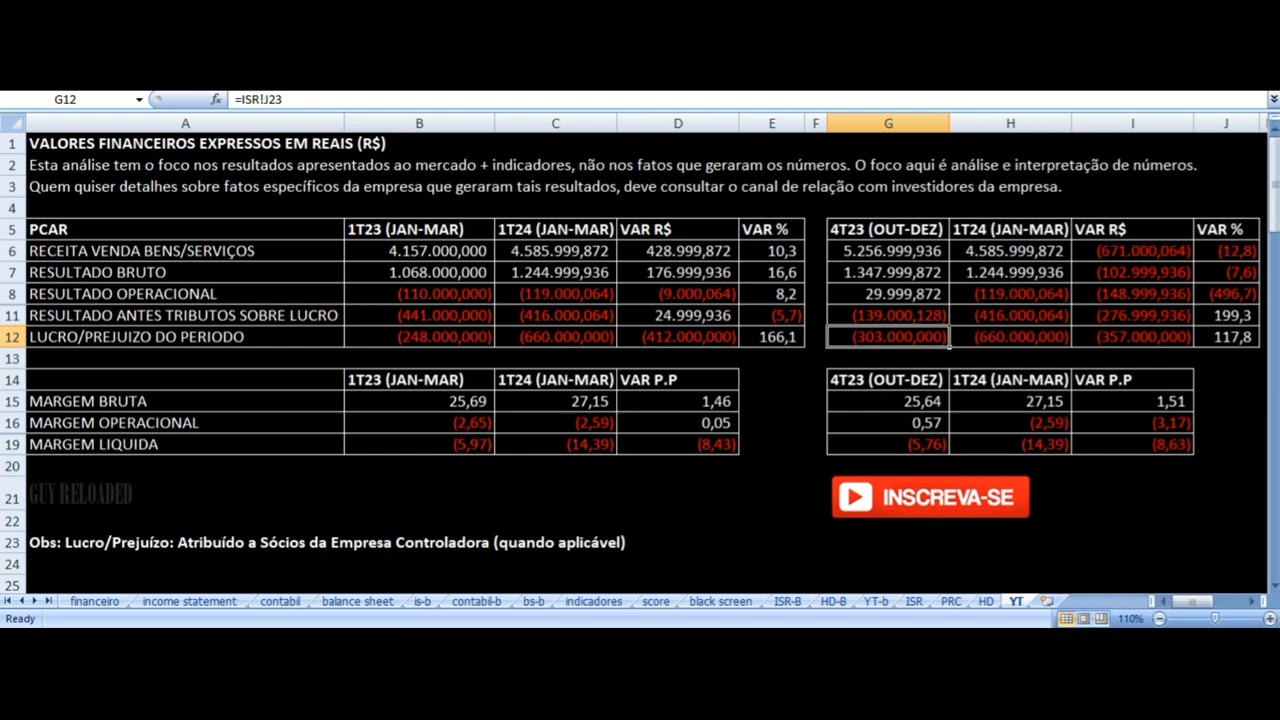 G12 fx =ISR!J23
A B C D E F G H I J
1 VALORES FINANCEIROS EXPRESSOS EM REAIS (R$)
2 Esta análise tem o foco nos resultados apresentados ao mercado + indicadores, não nos fatos que geraram os números. O foco aqui é análise e interpretação de números.
3 Quem quiser detalhes sobre fatos específicos da empresa que geraram tais resultados, deve consultar o canal de relação com investidores da empresa.
4
5 PCAR 1T23 (JAN-MAR) 1T24 (JAN-MAR) VAR R$ VAR % 4T23 (OUT-DEZ) 1T24 (JAN-MAR) VAR R$ VAR %
6 RECEITA VENDA BENS/SERVIÇOS 4.157.000,000 4.585.999,872 428.999,872 10,3 5.256.999,936 4.585.999,872 (671.000,064) (12,8)
7 RESULTADO BRUTO 1.068.000,000 1.244.999,936 176.999,936 16,6 1.347.999,872 1.244.999,936 (102.999,936) (7,6)
8 RESULTADO OPERACIONAL (110.000,000) (119.000,064) (9.000,064) 8,2 29.999,872 (119.000,064) (148.999,936) (496,7)
11 RESULTADO ANTES TRIBUTOS SOBRE LUCRO (441.000,000) (416.000,064) 24.999,936 (5,7) (139.000,128) (416.000,064) (276.999,936) 199,3
12 LUCRO/PREJUIZO DO PERIODO (248.000,000) (660.000,000) (412.000,000) 166,1 (303.000,000) (660.000,000) (357.000,000) 117,8
13
14 1T23 (JAN-MAR) 1T24 (JAN-MAR) VAR P.P 4T23 (OUT-DEZ) 1T24 (JAN-MAR) VAR P.P
15 MARGEM BRUTA 25,69 27,15 1,46 25,64 27,15 1,51
16 MARGEM OPERACIONAL (2,65) (2,59) 0,05 0,57 (2,59) (3,17)
19 MARGEM LIQUIDA (5,97) (14,39) (8,43) (5,76) (14,39) (8,63)
20
21 GUY RELOADED INSCREVA-SE
22
23 Obs: Lucro/Prejuízo: Atribuído a Sócios da Empresa Controladora (quando aplicável)
24
25
financeiro income statement contabil balance sheet is-b contabil-b bs-b indicadores score black screen ISR-B HD-B YT-b ISR PRC HD YT
Ready 110%